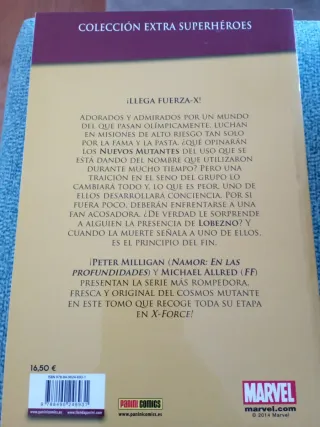 COLECCIÓN EXTRA SUPERHÉROES
¡LLEGA FUERZA-X!
ADORADOS Y ADMIRADOS POR UN MUNDO
DEL QUE PASAN OLÍMPICAMENTE, LUCHAN
EN MISIONES DE ALTO RIESGO TAN SOLO
POR LA FAMA Y LA PASTA. ¿QUÉ OPINARÁN
LOS NUEVOS MUTANTES DEL USO QUE SE
ESTÁ DANDO DEL NOMBRE QUE UTILIZARON
DURANTE MUCHO TIEMPO? PERO UNA
TRAICIÓN EN EL SENO DEL GRUPO LO
CAMBIARÁ TODO Y, LO QUE ES PEOR, UNO DE
ELLOS DESARROLLARÁ CONCIENCIA. POR SI
FUERA POCO, DEBERÁN ENFRENTARSE A UNA
FAN ACOSADORA. ¿DE VERDAD LE SORPRENDE
A ALGUIEN LA PRESENCIA DE LOBEZNO? Y
CUANDO LA MUERTE SEÑALA A UNO DE ELLOS,
ES EL PRINCIPIO DEL FIN.
¡PETER MILLIGAN (NAMOR: EN LAS
PROFUNDIDADES) Y MICHAEL ALLRED (FF)
PRESENTAN LA SERIE MÁS ROMPEDORA,
FRESCA Y ORIGINAL DEL COSMOS MUTANTE
EN ESTE TOMO QUE RECOGE TODA SU ETAPA
EN X-FORCE!
16,50 €
PANINI COMICS
www.paninicomics.es
MARVEL
marvel.com
© 2014 Marvel